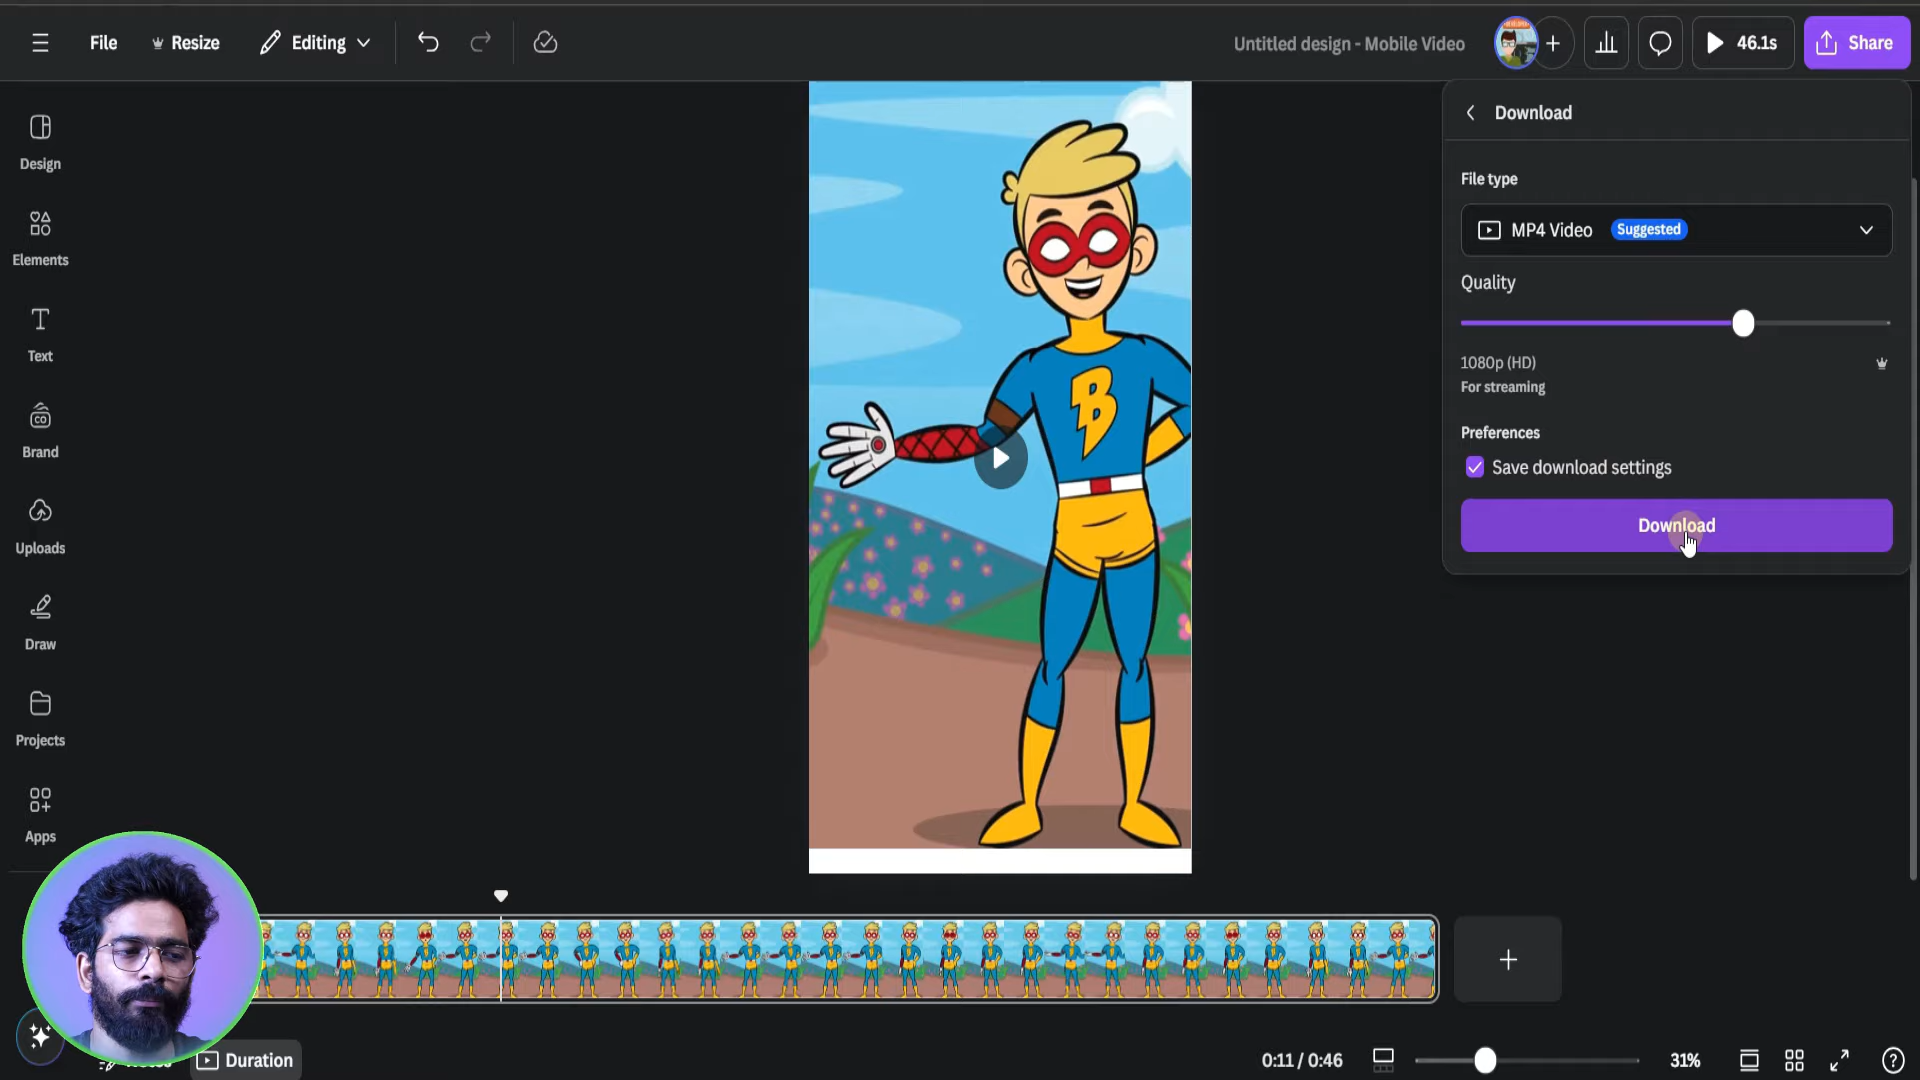 File
Resize
Editing
Untitled design - Mobile Video
46.1s
Share
Design
Elements
Text
CO
Brand
Uploads
Draw
Projects
Apps
Download
File type
MP4 Video Suggested
Quality
1080p (HD)
For streaming
Preferences
Save download settings
Download
B
Duration
0:11 / 0:46
31%